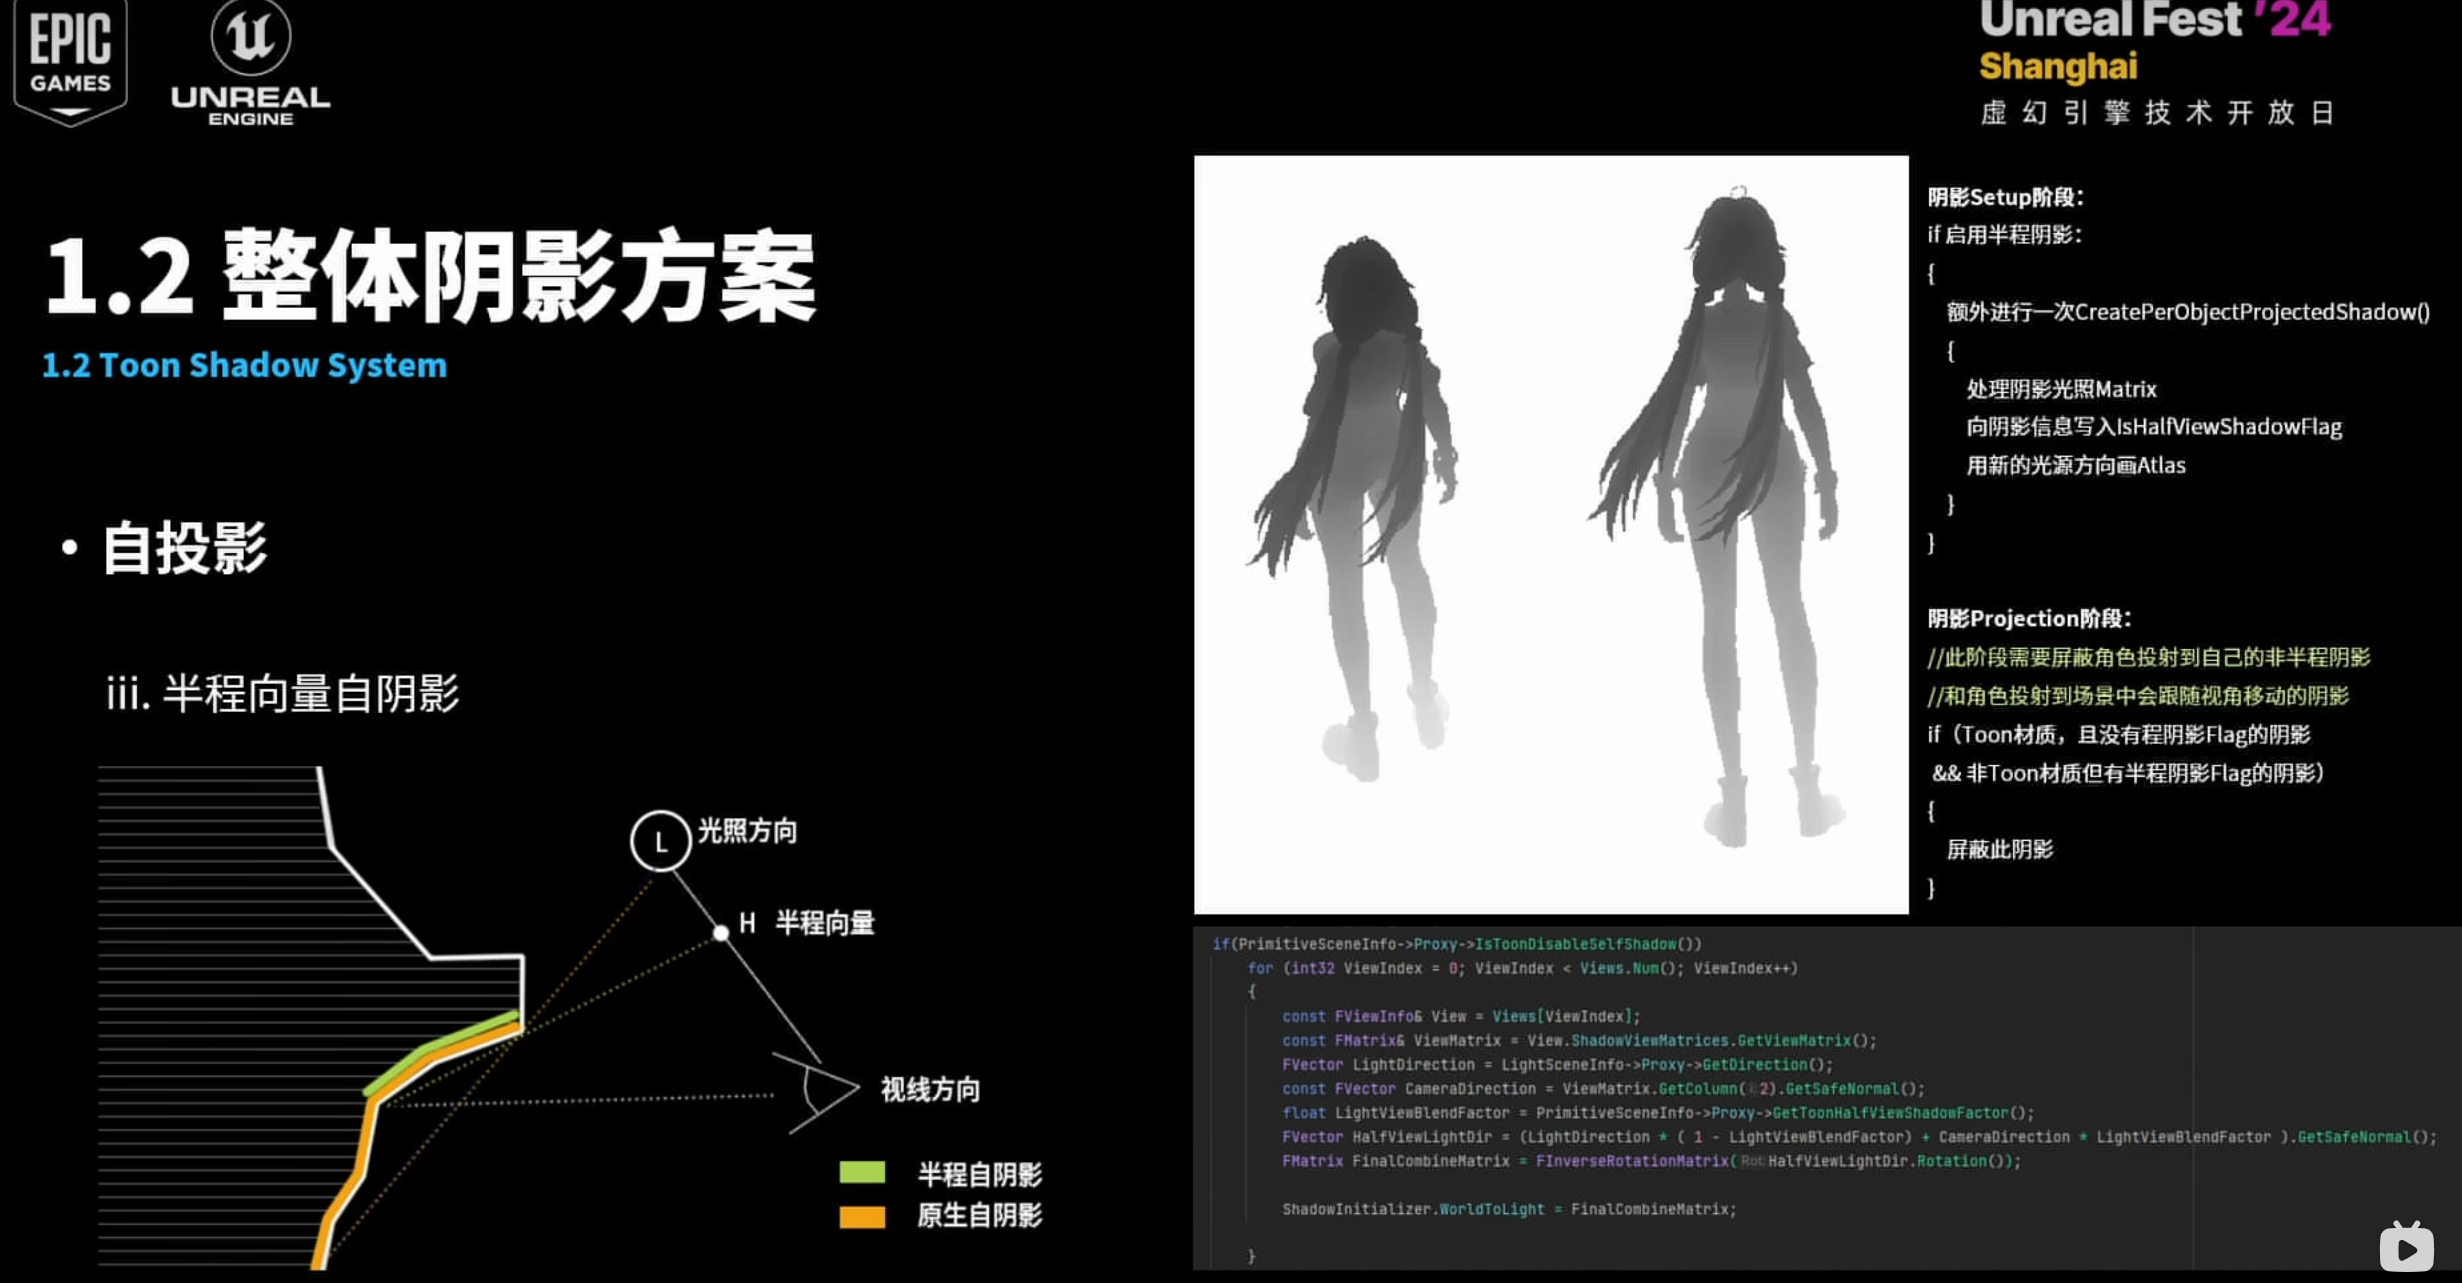 EPIC
GAMES
UNREAL
ENGINE
Unreal Fest '24
Shanghai
虚幻引擎技术开放日
1.2 整体阴影方案
1.2 Toon Shadow System
• 自投影
iii. 半程向量自阴影
L 光照方向
H 半程向量
视线方向
半程自阴影
原生自阴影
阴影Setup阶段：
if 启用半程阴影：
{
额外进行一次CreatePerObjectProjectedShadow()
{
处理阴影光照Matrix
向阴影信息写入IsHalfViewShadowFlag
用新的光源方向画Atlas
}
}
阴影Projection阶段：
//此阶段需要屏蔽角色投射到自己的非半程阴影
//和角色投射到场景中会跟随视角移动的阴影
if（Toon材质，且没有程阴影Flag的阴影
&& 非Toon材质但有半程阴影Flag的阴影）
{
屏蔽此阴影
}
if(PrimitiveSceneInfo->Proxy->IsToonDisableSelfShadow())
for (int32 ViewIndex = 0; ViewIndex < Views.Num(); ViewIndex++)
{
const FViewInfo& View = Views[ViewIndex];
const FMatrix& ViewMatrix = View.ShadowViewMatrices.GetViewMatrix();
FVector LightDirection = LightSceneInfo->Proxy->GetDirection();
const FVector CameraDirection = ViewMatrix.GetColumn( i: 2).GetSafeNormal();
float LightViewBlendFactor = PrimitiveSceneInfo->Proxy->GetToonHalfViewShadowFactor();
FVector HalfViewLightDir = (LightDirection * ( 1 - LightViewBlendFactor) + CameraDirection * LightViewBlendFactor ).GetSafeNormal();
FMatrix FinalCombineMatrix = FInverseRotationMatrix( Rot: HalfViewLightDir.Rotation());
ShadowInitializer.WorldToLight = FinalCombineMatrix;
}